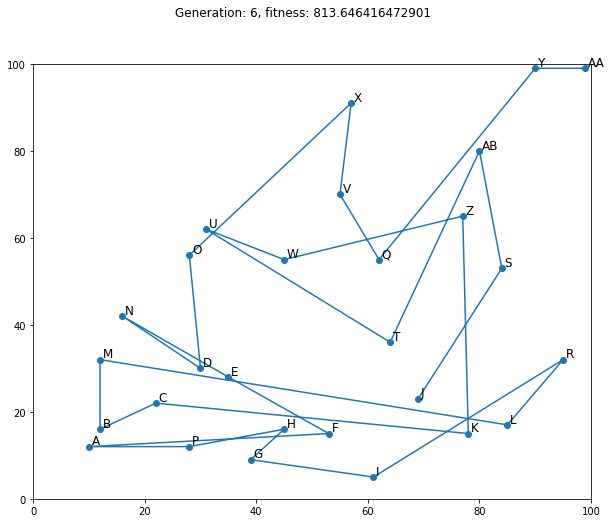 Generation: 6, fitness: 813.646416472901
Y
AA
100
X
AB
80
V
Z
U
60
O
W
Q
S
N
40
T
M
R
D
E
J
C
20
B
H
F
K
L
A
P
G
I
0
0
20
40
60
80
100